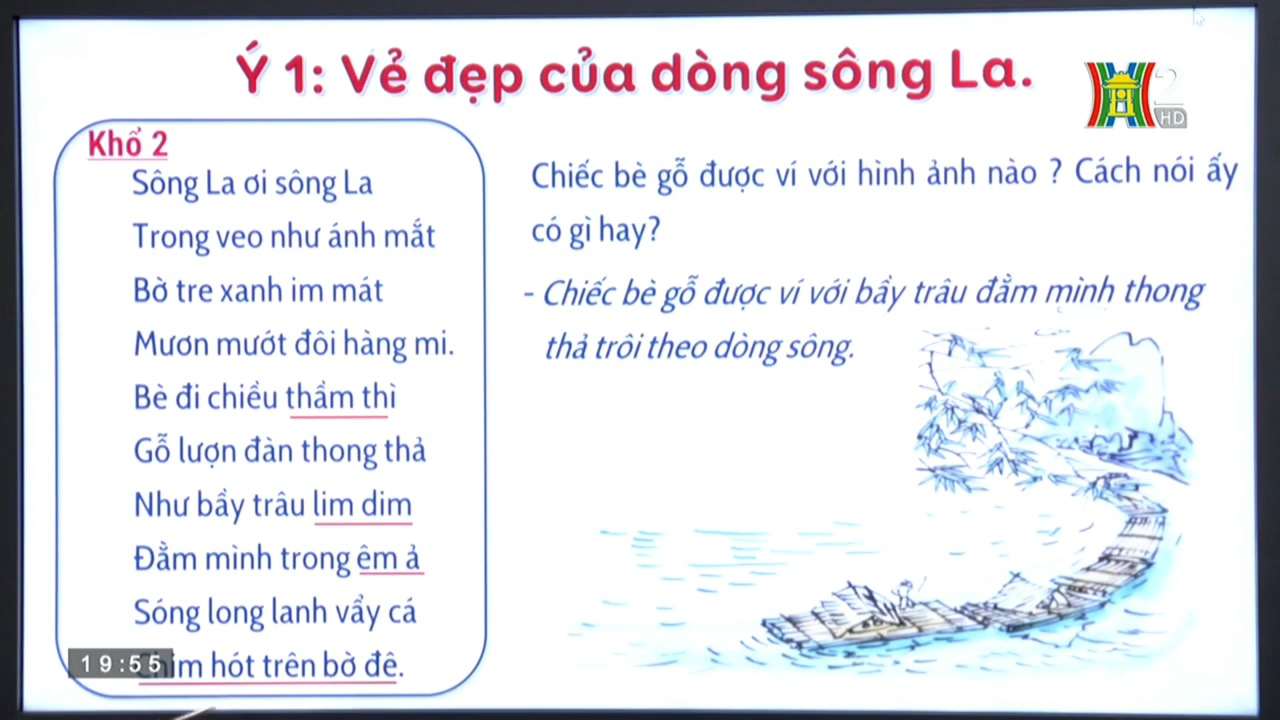 Ý 1: Vẻ đẹp của dòng sông La.
2
HD
Khổ 2
Sông La ơi sông La
Trong veo như ánh mắt
Bờ tre xanh im mát
Mươn mướt đôi hàng mi.
Bè đi chiều thầm thì
Gỗ lượn đàn thong thả
Như bầy trâu lim dim
Đằm mình trong êm ả
Sóng long lanh vẩy cá
Chim hót trên bờ đê.
19:55
Chiếc bè gỗ được ví với hình ảnh nào ? Cách nói ấy
có gì hay?
- Chiếc bè gỗ được ví với bầy trâu đằm mình thong
thả trôi theo dòng sông.